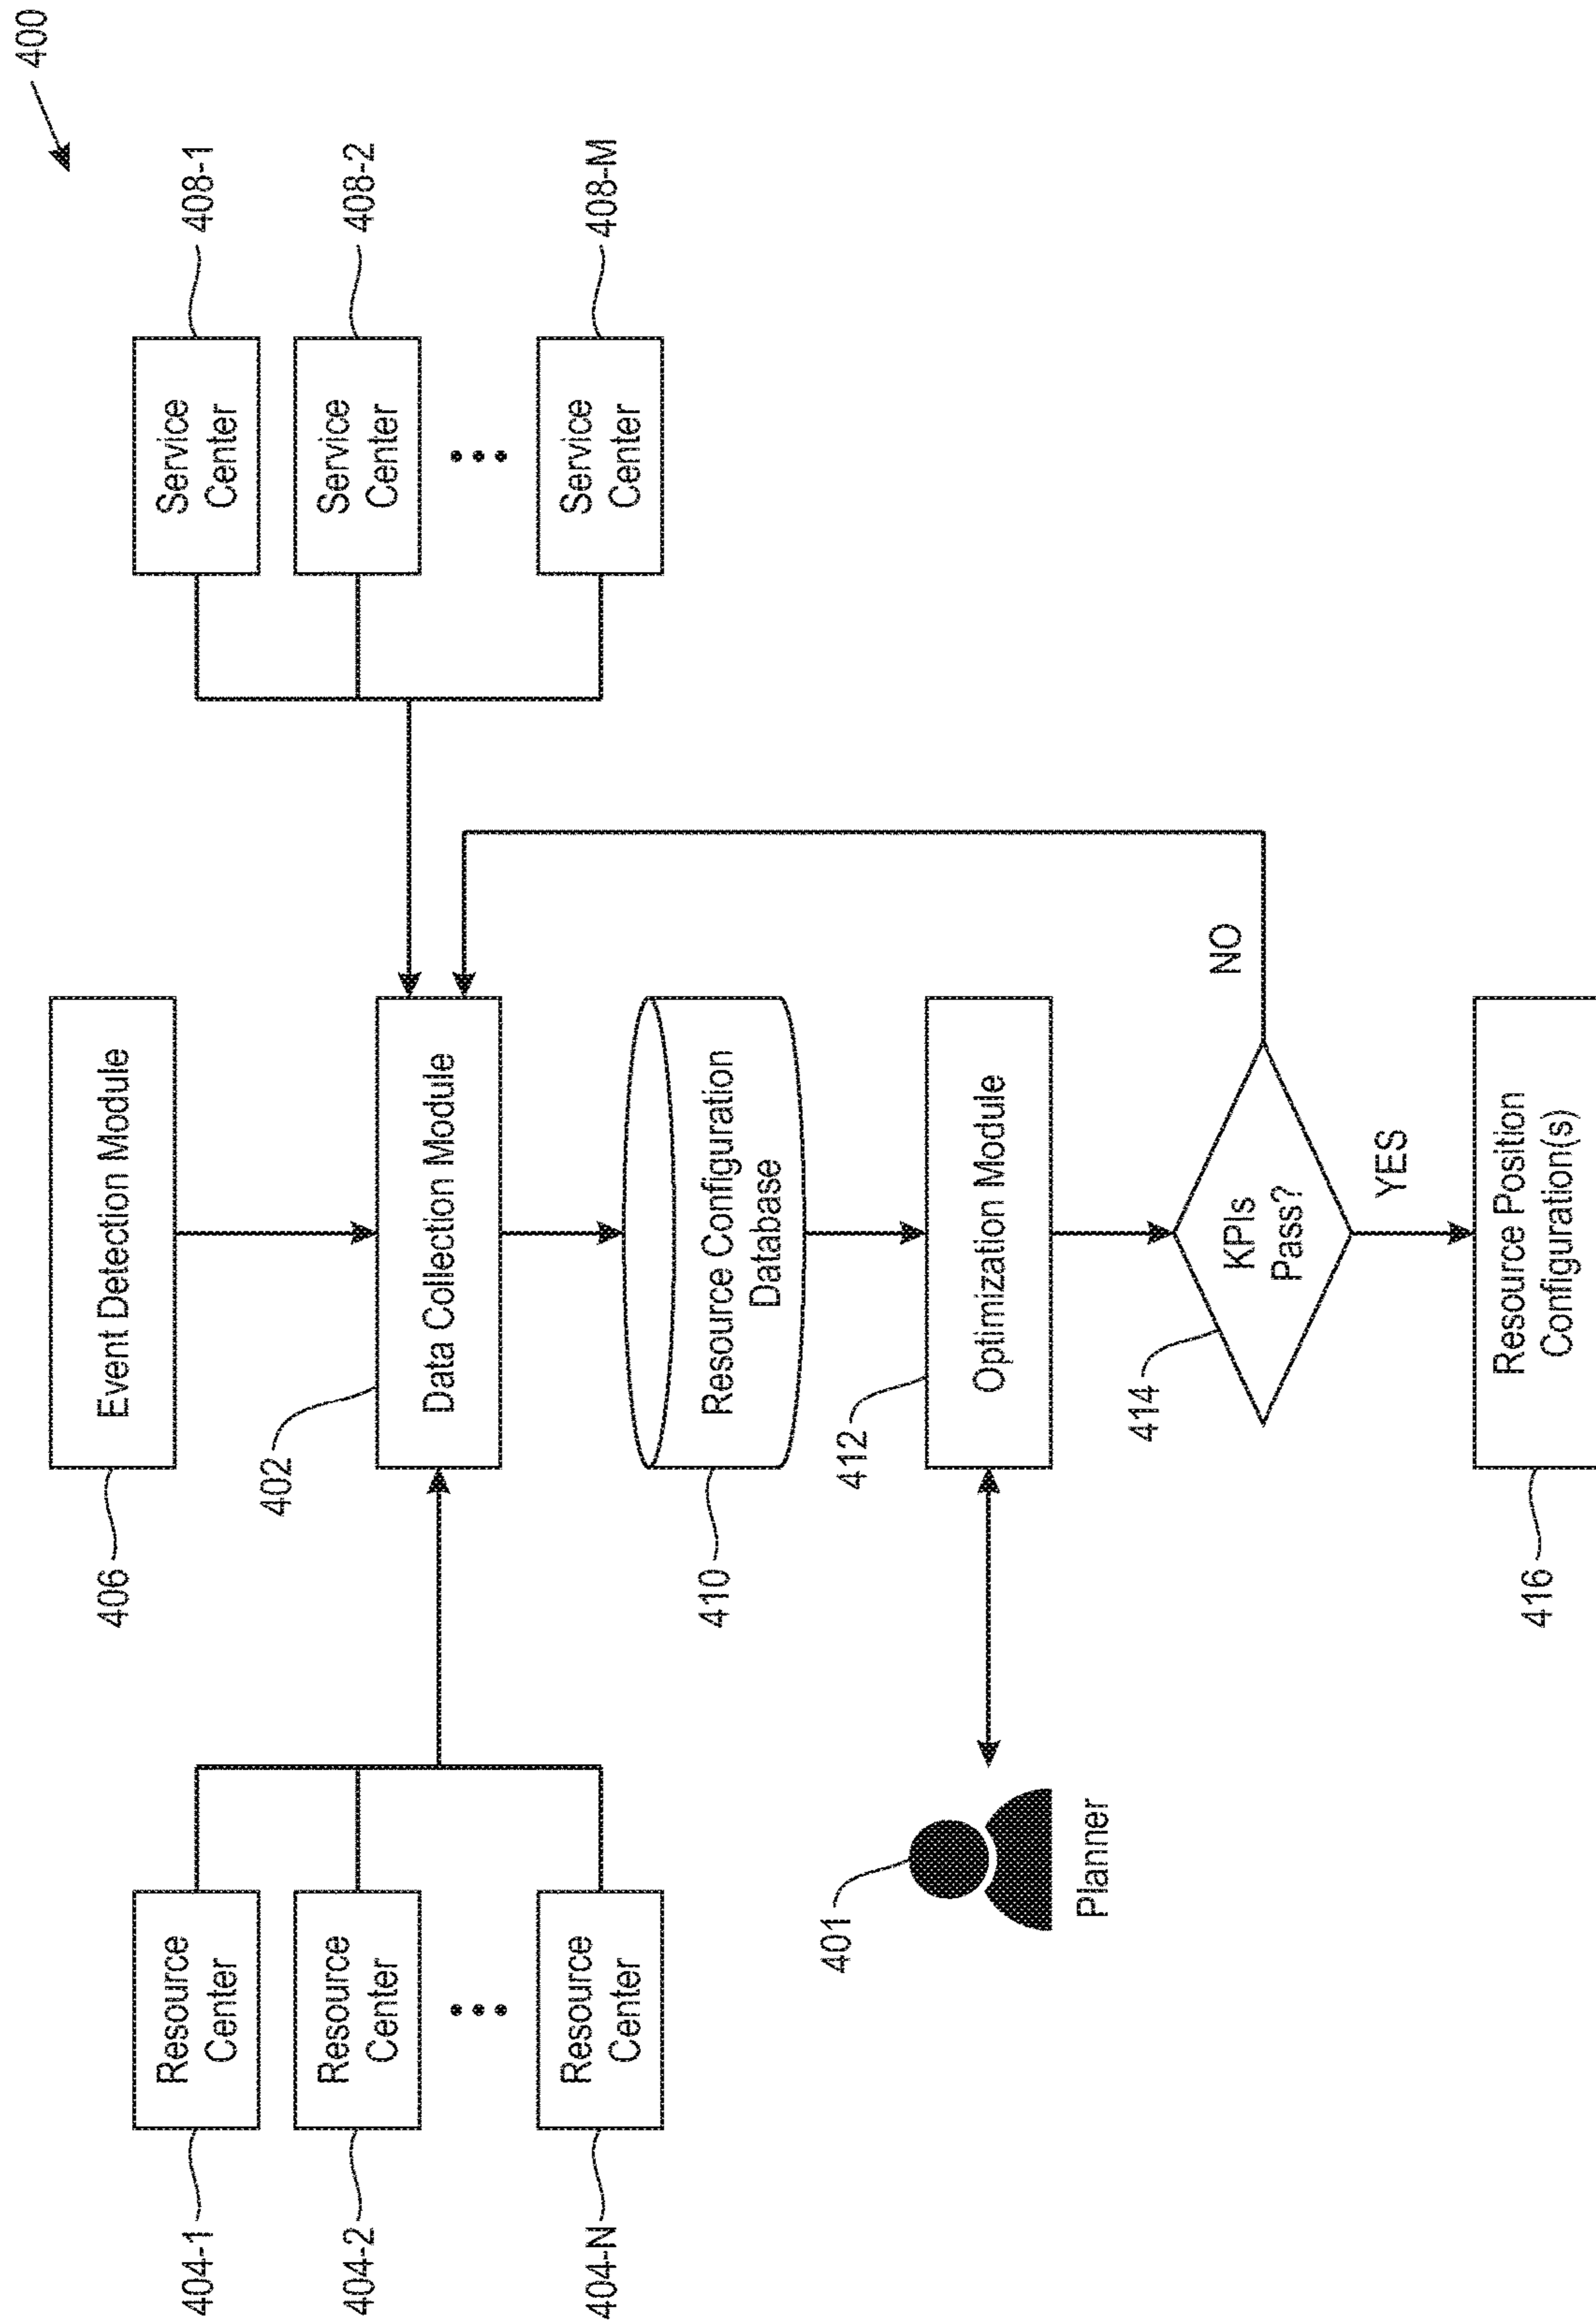 400
406
Event Detection Module
404-1
Resource
Center
404-2
Resource
Center
404-N
Resource
Center
402
Data Collection Module
Service
Center
408-1
Service
Center
408-2
Service
Center
408-M
410
Resource Configuration
Database
401
Planner
412
Optimization Module
414
KPIs
Pass?
NO
YES
416
Resource Position
Configuration(s)